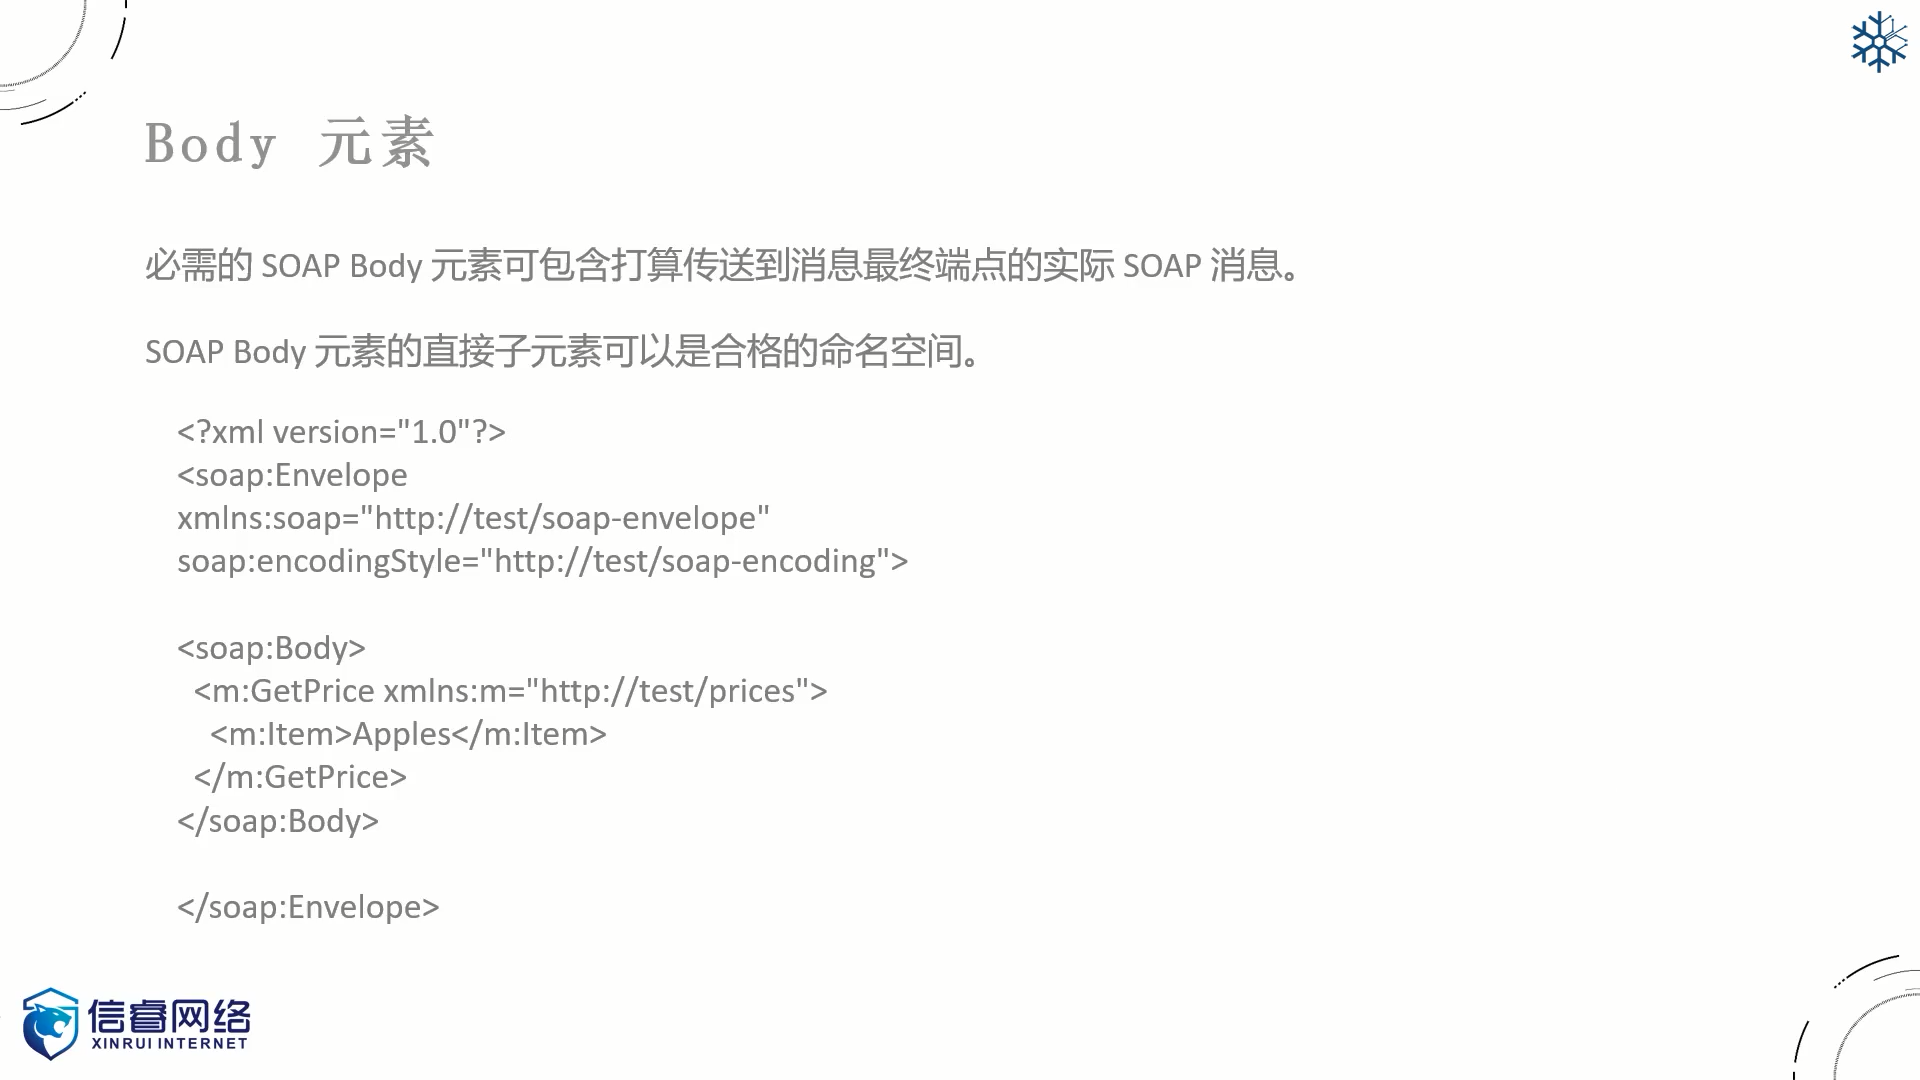 Body 元素
必需的 SOAP Body 元素可包含打算传送到消息最终端点的实际 SOAP 消息。
SOAP Body 元素的直接子元素可以是合格的命名空间。
<?xml version="1.0"?>
<soap:Envelope
xmlns:soap="http://test/soap-envelope"
soap:encodingStyle="http://test/soap-encoding">
<soap:Body>
<m:GetPrice xmlns:m="http://test/prices">
<m:Item>Apples</m:Item>
</m:GetPrice>
</soap:Body>
</soap:Envelope>
信睿网络
XINRUI INTERNET